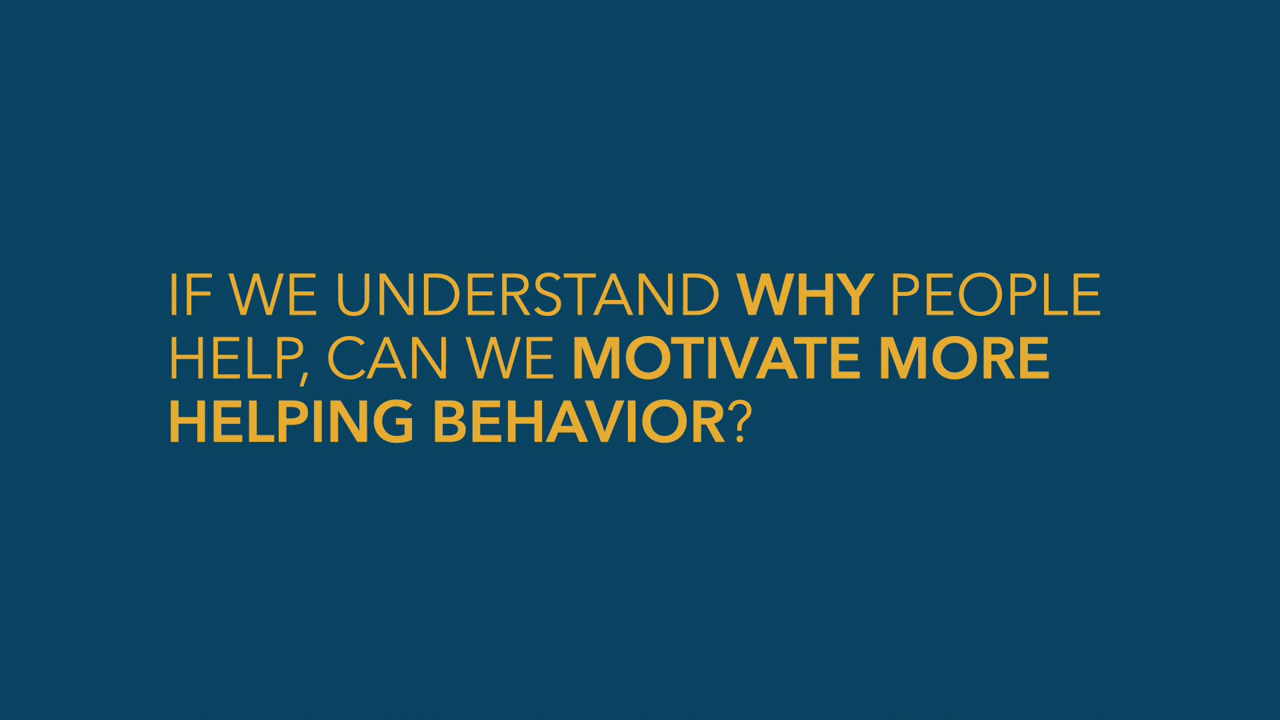 IF WE UNDERSTAND WHY PEOPLE
HELP, CAN WE MOTIVATE MORE
HELPING BEHAVIOR?